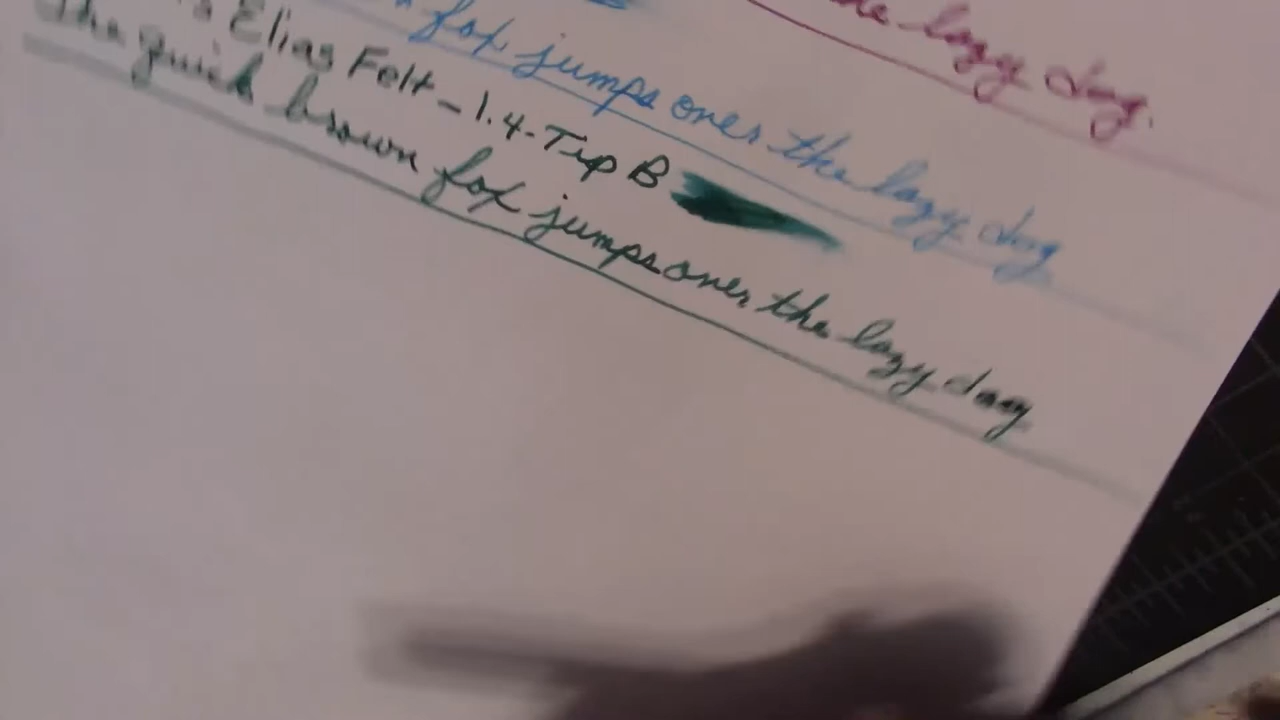 the lazy dog.
fox jumps over the lazy dog
Elias Felt - 1.4 - Tip B
The quick brown fox jumps over the lazy dog